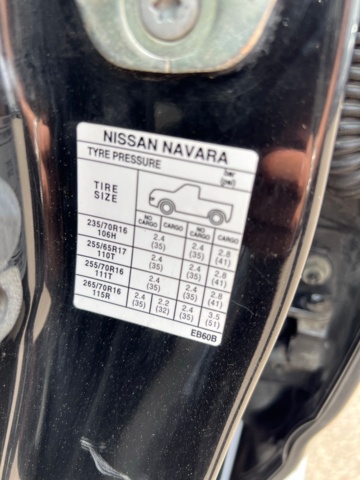 NISSAN NAVARA
TYRE PRESSURE bar (psi)
TIRE SIZE
NO CARGO CARGO NO CARGO CARGO
235/70R16 106H 2.4 (35) 2.4 (35) 2.8 (41)
255/65R17 110T 2.4 (35) 2.4 (35) 2.8 (41)
255/70R16 111T 2.4 (35) 2.4 (35) 2.8 (41)
265/70R16 115R 2.4 (35) 2.2 (32) 2.4 (35) 3.5 (51)
EB60B